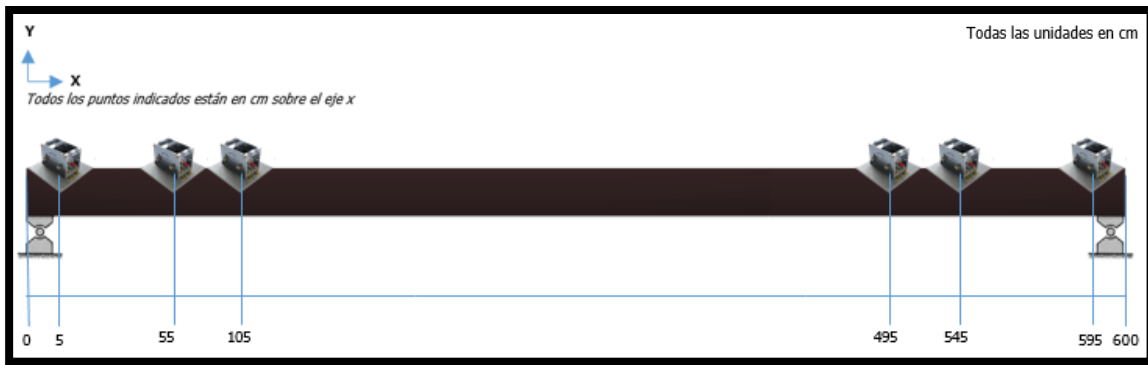 Y
Todas las unidades en cm
X
Todos los puntos indicados están en cm sobre el eje x
0 5 55 105 495 545 595 600